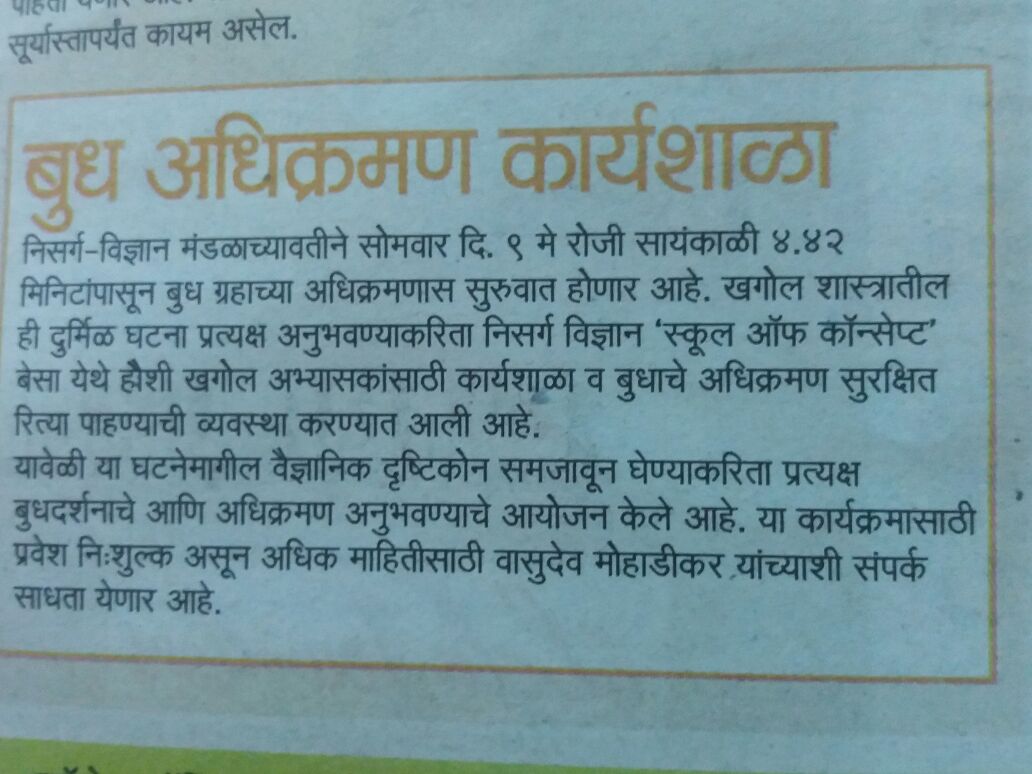 सूर्यास्तापर्यंत कायम असेल.
बुध अधिक्रमण कार्यशाळा
निसर्ग-विज्ञान मंडळाच्यावतीने सोमवार दि. ९ मे रोजी सायंकाळी ४.४२
मिनिटांपासून बुध ग्रहाच्या अधिक्रमणास सुरुवात होणार आहे. खगोल शास्त्रातील
ही दुर्मिळ घटना प्रत्यक्ष अनुभवण्याकरिता निसर्ग विज्ञान ‘स्कूल ऑफ कॉन्सेप्ट’
बेसा येथे हौशी खगोल अभ्यासकांसाठी कार्यशाळा व बुधाचे अधिक्रमण सुरक्षित
रित्या पाहण्याची व्यवस्था करण्यात आली आहे.
यावेळी या घटनेमागील वैज्ञानिक दृष्टिकोन समजावून घेण्याकरिता प्रत्यक्ष
बुधदर्शनाचे आणि अधिक्रमण अनुभवण्याचे आयोजन केले आहे. या कार्यक्रमासाठी
प्रवेश निःशुल्क असून अधिक माहितीसाठी वासुदेव मोहाडीकर यांच्याशी संपर्क
साधता येणार आहे.